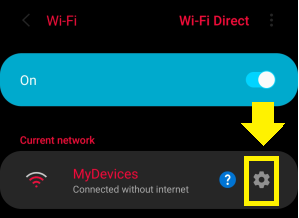 Wi-Fi Wi-Fi Direct
On
Current network
MyDevices
Connected without internet
?